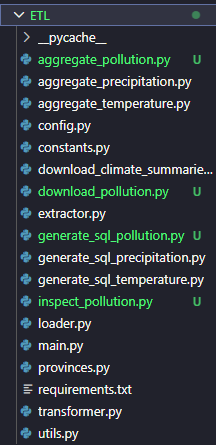 ETL
__pycache__
aggregate_pollution.py U
aggregate_precipitation.py
aggregate_temperature.py
config.py
constants.py
download_climate_summarie...
download_pollution.py U
extractor.py
generate_sql_pollution.py U
generate_sql_precipitation.py
generate_sql_temperature.py
inspect_pollution.py U
loader.py
main.py
provinces.py
requirements.txt
transformer.py
utils.py